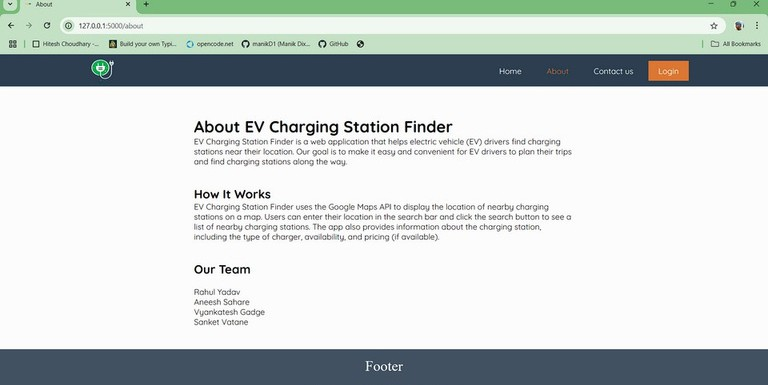 About
127.0.0.1:5000/about
Hitesh Choudhary -...
Build your own Typi...
opencode.net
manikD1 (Manik Dix...
GitHub
All Bookmarks
Home
About
Contact us
Login
About EV Charging Station Finder
EV Charging Station Finder is a web application that helps electric vehicle (EV) drivers find charging
stations near their location. Our goal is to make it easy and convenient for EV drivers to plan their trips
and find charging stations along the way.
How It Works
EV Charging Station Finder uses the Google Maps API to display the location of nearby charging
stations on a map. Users can enter their location in the search bar and click the search button to see a
list of nearby charging stations. The app also provides information about the charging station,
including the type of charger, availability, and pricing (if available).
Our Team
Rahul Yadav
Aneesh Sahare
Vyankatesh Gadge
Sanket Vatane
Footer